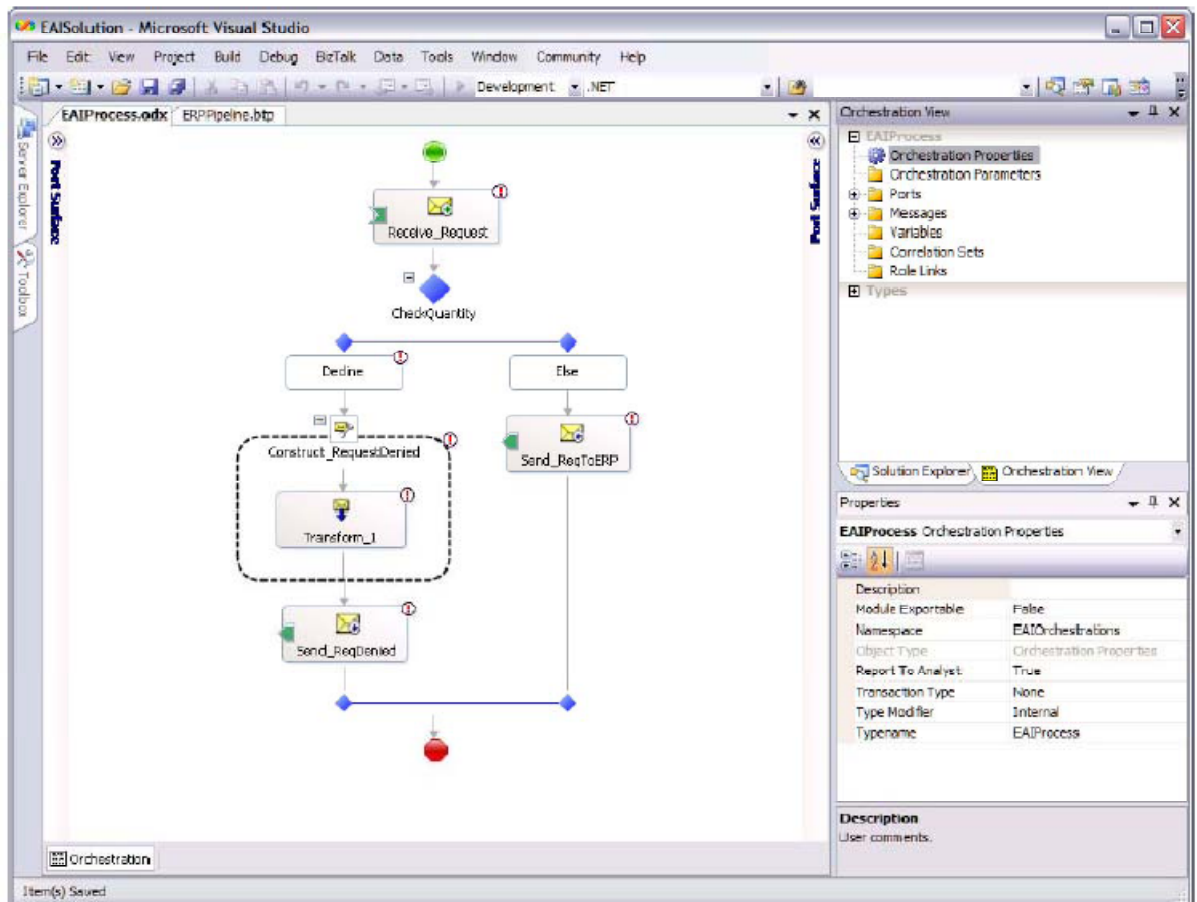 EAISolution - Microsoft Visual Studio
File Edit View Project Build Debug BizTalk Data Tools Window Community Help
Development .NET
EAIProcess.odx ERPPipeline.btp
Server Explorer
Toolbox
Port Surface
Receive_Request
CheckQuantity
Decline
Else
Construct_RequestDenied
Send_ReqToERP
Transform_1
Send_ReqDenied
Port Surface
Orchestration
Orchestration View
EAIProcess
Orchestration Properties
Orchestration Parameters
Ports
Messages
Variables
Correlation Sets
Role Links
Types
Solution Explorer Orchestration View
Properties
EAIProcess Orchestration Properties
Description
Module Exportable False
Namespace EAIOrchestrations
Object Type Orchestration Properties
Report To Analyst True
Transaction Type None
Type Modifier Internal
Typename EAIProcess
Description
User comments.
Item(s) Saved